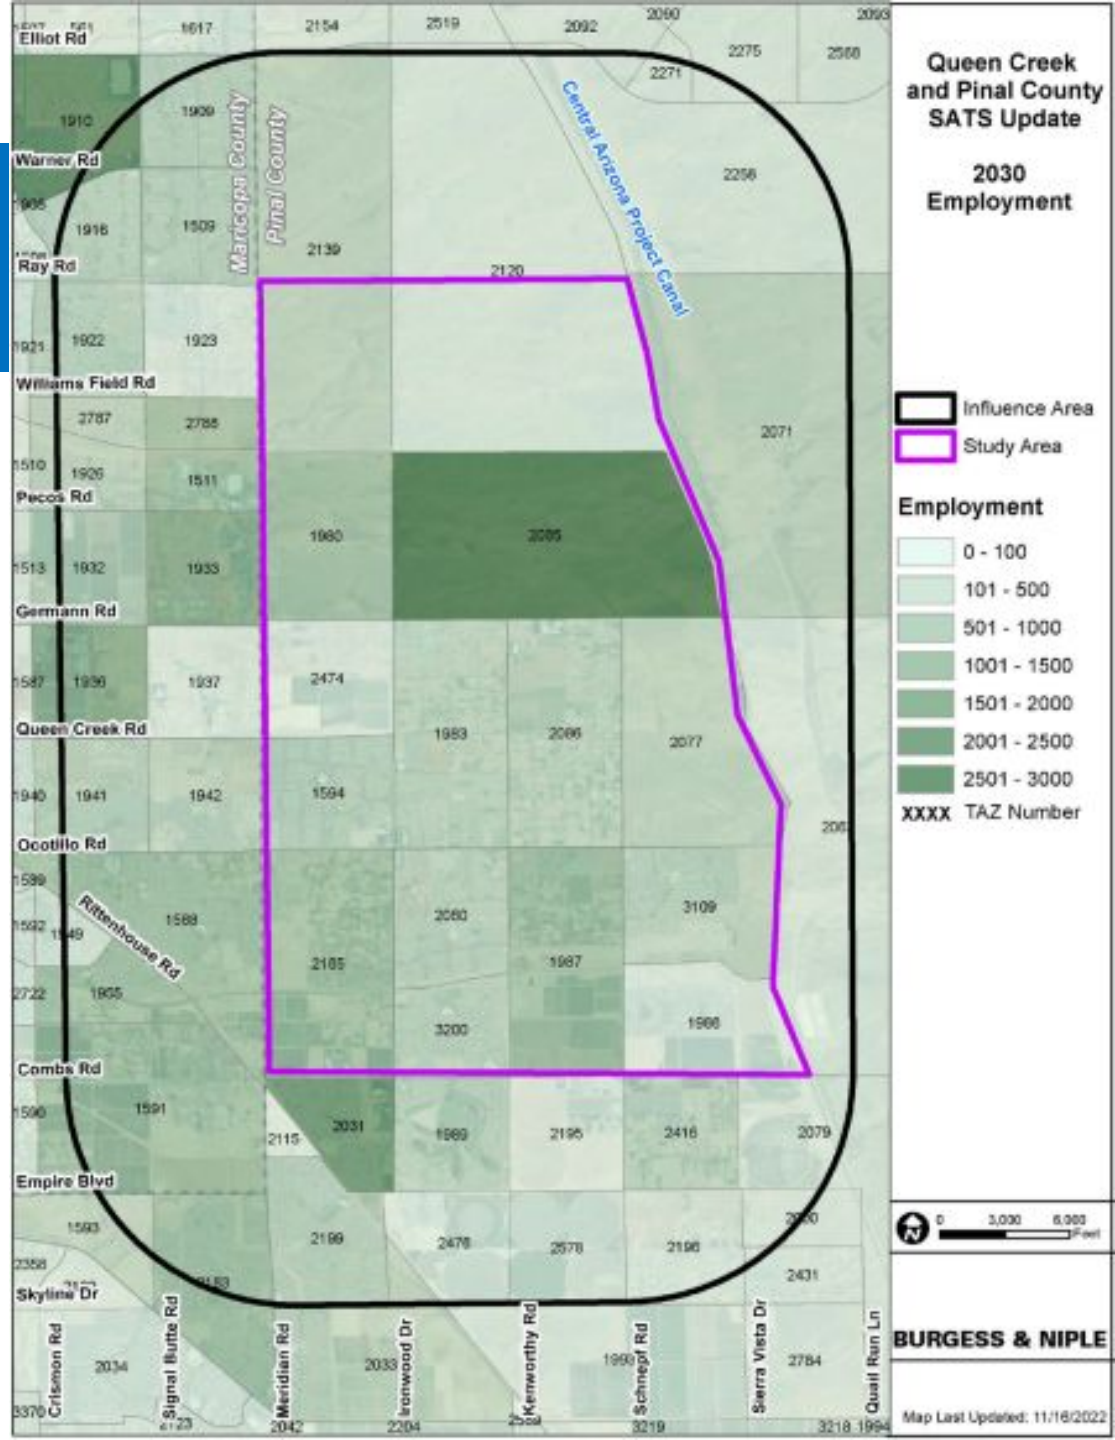 2154
2519
2092
2060
2093
1617
Elliot Rd
2275
2568
2271
1910
1909
Warner Rd
Maricopa County
Pinal County
Central Arizona Project Canal
2256
1916
1509
2139
Ray Rd
2120
1921
1922
1923
Williams Field Rd
2787
2788
2071
1510
1926
1511
Pecos Rd
1980
2085
1513
1932
1933
Germann Rd
1587
1936
1937
2474
Queen Creek Rd
1983
2086
2077
1940
1941
1942
1594
Ocotillo Rd
1589
Rittenhouse Rd
1588
2080
3109
1592
2185
1987
2722
3200
Combs Rd
1590
1591
2115
2031
1989
2195
2416
2079
Empire Blvd
1593
2199
2476
2578
2196
2358
2431
Skyline Dr
Crismon Rd
Signal Butte Rd
Meridian Rd
Ironwood Dr
Kenworthy Rd
Schnepf Rd
Sierra Vista Dr
Quail Run Ln
2034
2033
2784
3370
2042
2204
3219
3218
1994
Queen Creek
and Pinal County
SATS Update
2030
Employment
Influence Area
Study Area
Employment
0 - 100
101 - 500
501 - 1000
1001 - 1500
1501 - 2000
2001 - 2500
2501 - 3000
XXXX TAZ Number
N
0 3,000 6,000
Feet
BURGESS & NIPLE
Map Last Updated: 11/16/2022